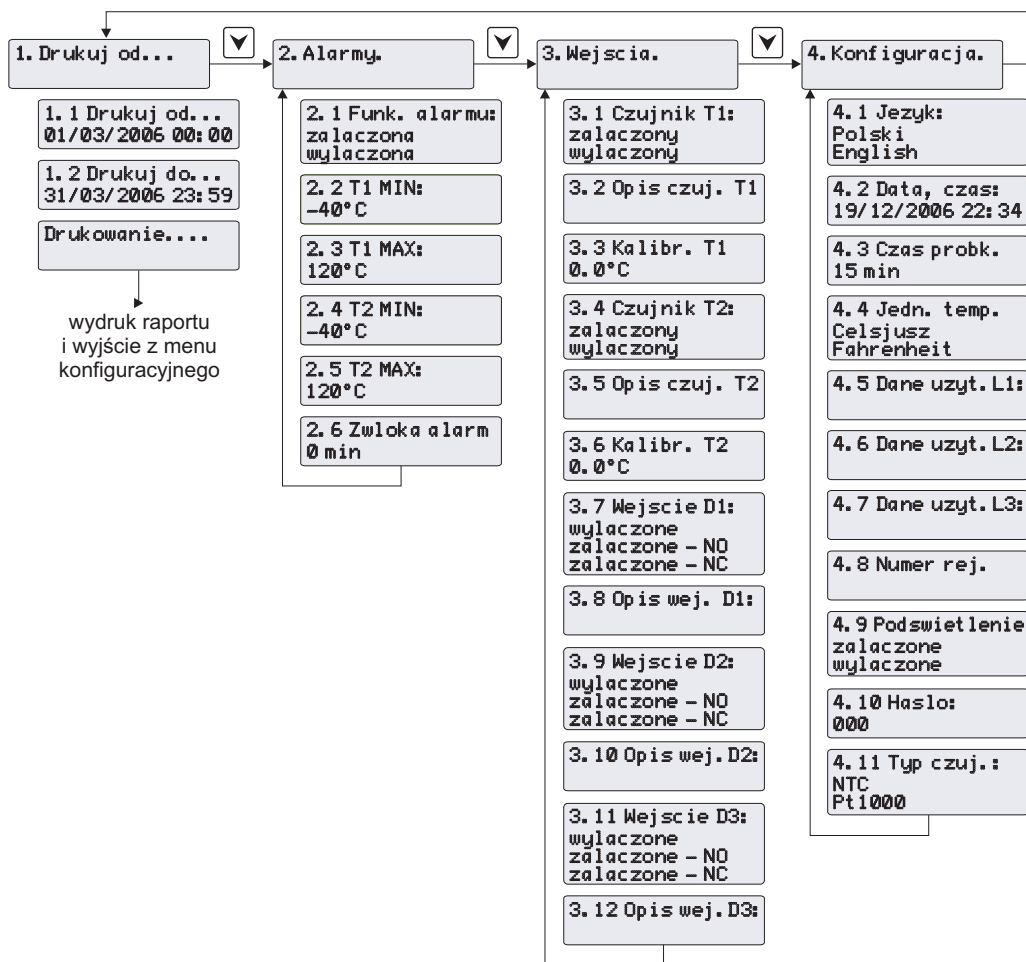 1. Drukuj od...
1.1 Drukuj od...
01/03/2006 00:00
1.2 Drukuj do...
31/03/2006 23:59
Drukowanie....
wydruk raportu
i wyjście z menu
konfiguracyjnego
2. Alarmy.
2.1 Funk. alarmu:
zalaczona
wylaczona
2.2 T1 MIN:
-40°C
2.3 T1 MAX:
120°C
2.4 T2 MIN:
-40°C
2.5 T2 MAX:
120°C
2.6 Zwloka alarm
0 min
3. Wejscia.
3.1 Czujnik T1:
zalaczony
wylaczony
3.2 Opis czuj. T1
3.3 Kalibr. T1
0.0°C
3.4 Czujnik T2:
zalaczony
wylaczony
3.5 Opis czuj. T2
3.6 Kalibr. T2
0.0°C
3.7 Wejscie D1:
wylaczone
zalaczone – NO
zalaczone – NC
3.8 Opis wej. D1:
3.9 Wejscie D2:
wylaczone
zalaczone – NO
zalaczone – NC
3.10 Opis wej. D2:
3.11 Wejscie D3:
wylaczone
zalaczone – NO
zalaczone – NC
3.12 Opis wej. D3:
4. Konfiguracja.
4.1 Jezyk:
Polski
English
4.2 Data, czas:
19/12/2006 22:34
4.3 Czas probk.
15 min
4.4 Jedn. temp.
Celsjusz
Fahrenheit
4.5 Dane uzyt. L1:
4.6 Dane uzyt. L2:
4.7 Dane uzyt. L3:
4.8 Numer rej.
4.9 Podswietlenie
zalaczone
wylaczone
4.10 Haslo:
000
4.11 Typ czuj.:
NTC
Pt1000